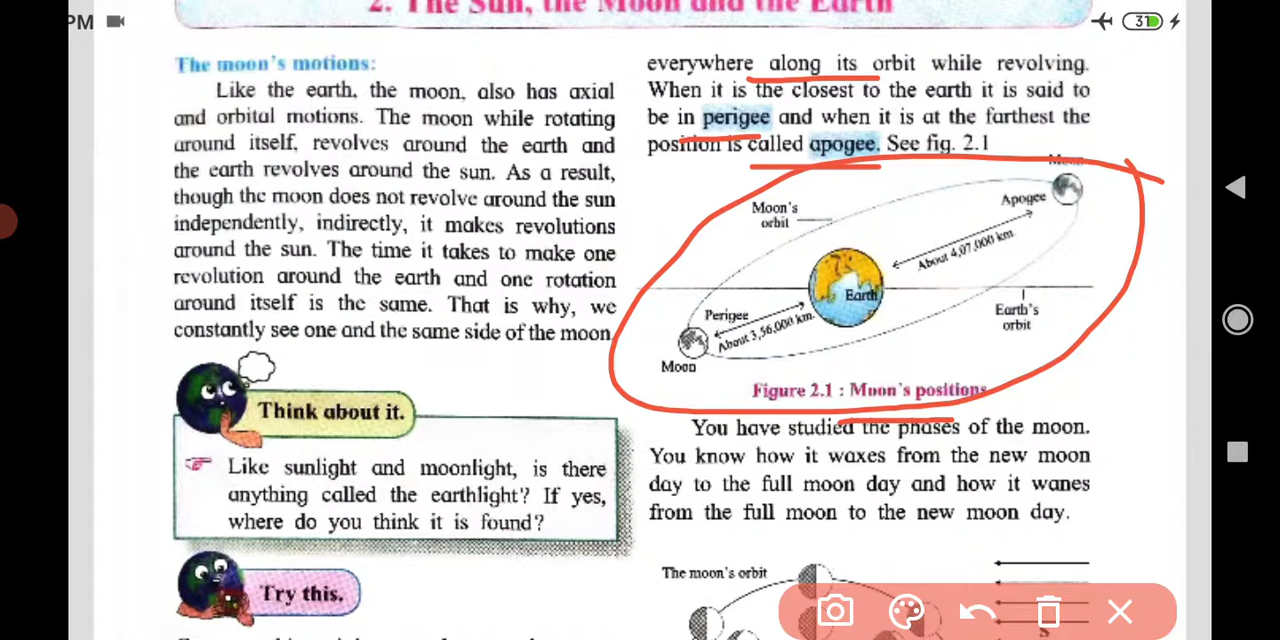 PM
31
2. The Sun, the Moon and the Earth
The moon's motions:
Like the earth, the moon, also has axial
and orbital motions. The moon while rotating
around itself, revolves around the earth and
the earth revolves around the sun. As a result,
though the moon does not revolve around the sun
independently, indirectly, it makes revolutions
around the sun. The time it takes to make one
revolution around the earth and one rotation
around itself is the same. That is why, we
constantly see one and the same side of the moon
Think about it.
Like sunlight and moonlight, is there
anything called the earthlight? If yes,
where do you think it is found?
Try this.
everywhere along its orbit while revolving.
When it is the closest to the earth it is said to
be in perigee and when it is at the farthest the
position is called apogee. See fig. 2.1
Moon
Apogee
Moon's
orbit
About 4,07,000 km
Earth
Perigee
About 3,56,000 km.
Earth's
orbit
Moon
Figure 2.1 : Moon's positions
You have studied the phases of the moon.
You know how it waxes from the new moon
day to the full moon day and how it wanes
from the full moon to the new moon day.
The moon's orbit
S